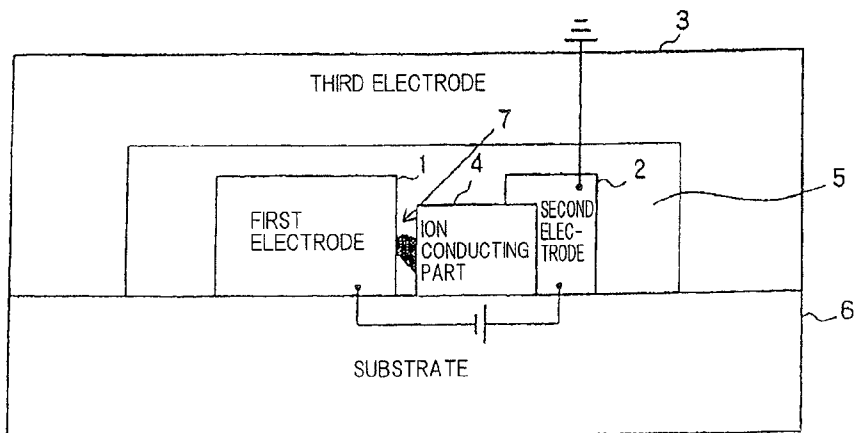 3
THIRD ELECTRODE
7
1
4
2
5
FIRST
ELECTRODE
ION
CONDUCTING
PART
SECOND
ELEC-
TRODE
6
SUBSTRATE